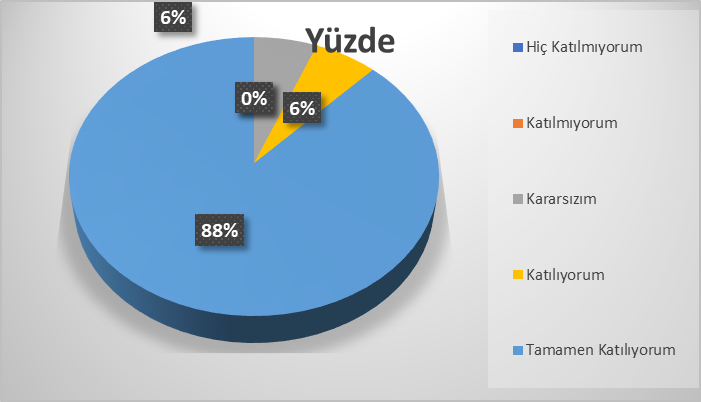 6%
Yüzde
0%
6%
88%
Hiç Katılmıyorum
Katılmıyorum
Kararsızım
Katılıyorum
Tamamen Katılıyorum